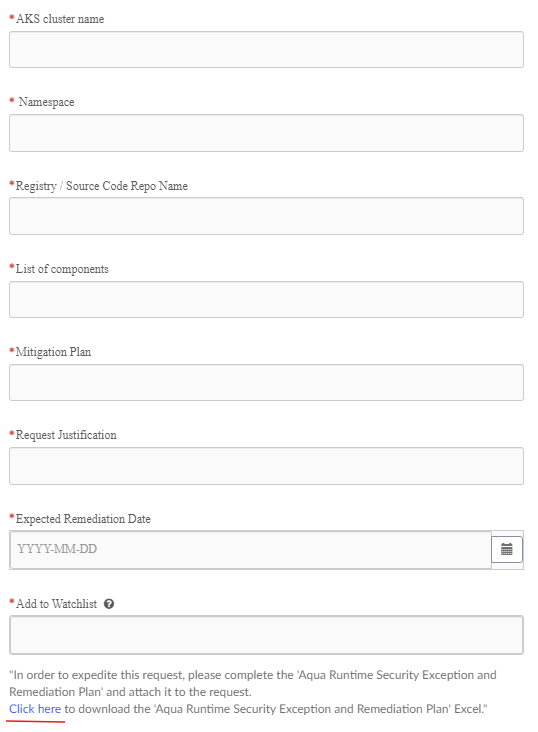 *AKS cluster name
* Namespace
*Registry / Source Code Repo Name
*List of components
*Mitigation Plan
*Request Justification
*Expected Remediation Date
YYYY-MM-DD
*Add to Watchlist ?
"In order to expedite this request, please complete the 'Aqua Runtime Security Exception and
Remediation Plan' and attach it to the request.
Click here to download the 'Aqua Runtime Security Exception and Remediation Plan' Excel."